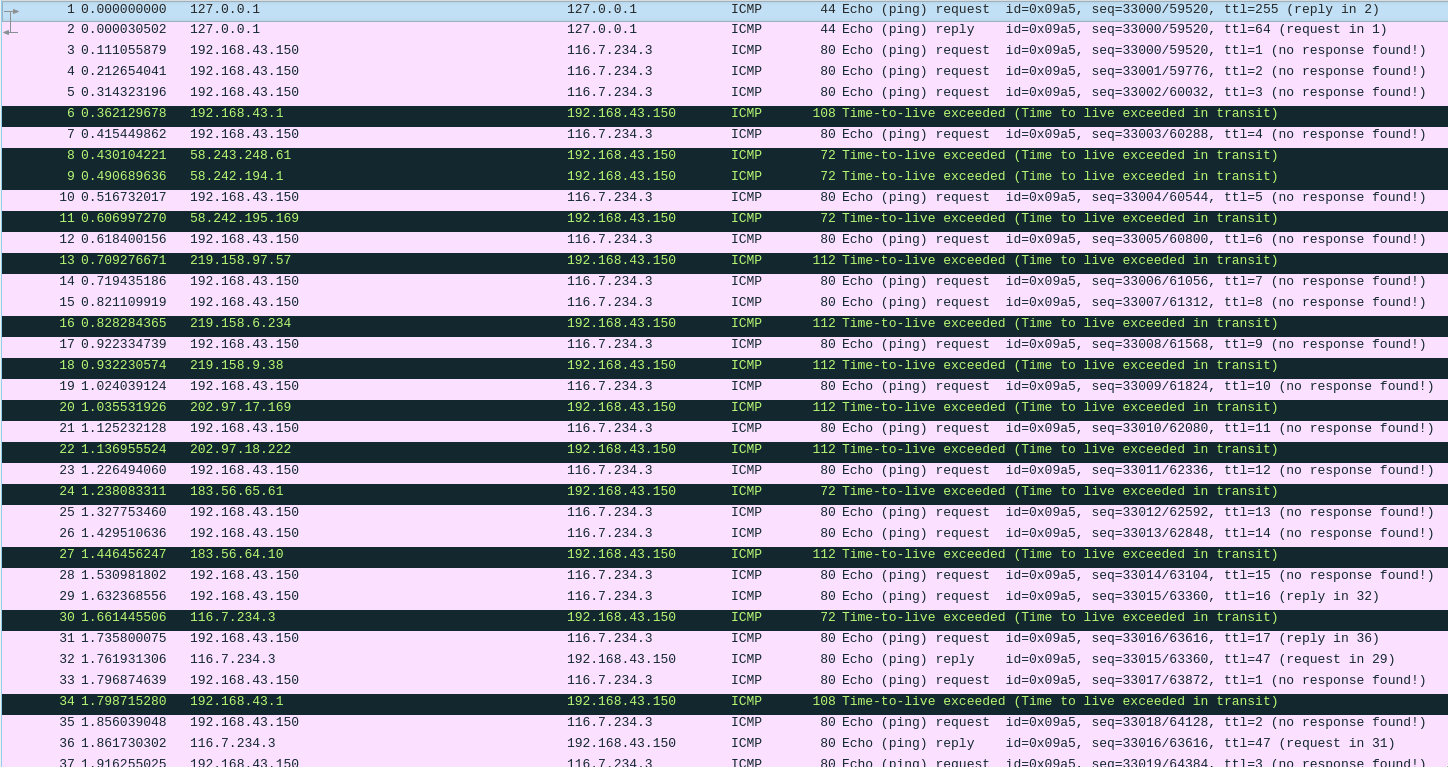 1 0.000000000 127.0.0.1 127.0.0.1 ICMP 44 Echo (ping) request id=0x09a5, seq=33000/59520, ttl=255 (reply in 2)
2 0.000030502 127.0.0.1 127.0.0.1 ICMP 44 Echo (ping) reply id=0x09a5, seq=33000/59520, ttl=64 (request in 1)
3 0.111055879 192.168.43.150 116.7.234.3 ICMP 80 Echo (ping) request id=0x09a5, seq=33000/59520, ttl=1 (no response found!)
4 0.212654041 192.168.43.150 116.7.234.3 ICMP 80 Echo (ping) request id=0x09a5, seq=33001/59776, ttl=2 (no response found!)
5 0.314323196 192.168.43.150 116.7.234.3 ICMP 80 Echo (ping) request id=0x09a5, seq=33002/60032, ttl=3 (no response found!)
6 0.362129678 192.168.43.1 192.168.43.150 ICMP 108 Time-to-live exceeded (Time to live exceeded in transit)
7 0.415449862 192.168.43.150 116.7.234.3 ICMP 80 Echo (ping) request id=0x09a5, seq=33003/60288, ttl=4 (no response found!)
8 0.430104221 58.243.248.61 192.168.43.150 ICMP 72 Time-to-live exceeded (Time to live exceeded in transit)
9 0.490689636 58.242.194.1 192.168.43.150 ICMP 72 Time-to-live exceeded (Time to live exceeded in transit)
10 0.516732017 192.168.43.150 116.7.234.3 ICMP 80 Echo (ping) request id=0x09a5, seq=33004/60544, ttl=5 (no response found!)
11 0.606997270 58.242.195.169 192.168.43.150 ICMP 72 Time-to-live exceeded (Time to live exceeded in transit)
12 0.618400156 192.168.43.150 116.7.234.3 ICMP 80 Echo (ping) request id=0x09a5, seq=33005/60800, ttl=6 (no response found!)
13 0.709276671 219.158.97.57 192.168.43.150 ICMP 112 Time-to-live exceeded (Time to live exceeded in transit)
14 0.719435186 192.168.43.150 116.7.234.3 ICMP 80 Echo (ping) request id=0x09a5, seq=33006/61056, ttl=7 (no response found!)
15 0.821109919 192.168.43.150 116.7.234.3 ICMP 80 Echo (ping) request id=0x09a5, seq=33007/61312, ttl=8 (no response found!)
16 0.828284365 219.158.6.234 192.168.43.150 ICMP 112 Time-to-live exceeded (Time to live exceeded in transit)
17 0.922334739 192.168.43.150 116.7.234.3 ICMP 80 Echo (ping) request id=0x09a5, seq=33008/61568, ttl=9 (no response found!)
18 0.932230574 219.158.9.38 192.168.43.150 ICMP 112 Time-to-live exceeded (Time to live exceeded in transit)
19 1.024039124 192.168.43.150 116.7.234.3 ICMP 80 Echo (ping) request id=0x09a5, seq=33009/61824, ttl=10 (no response found!)
20 1.035531926 202.97.17.169 192.168.43.150 ICMP 112 Time-to-live exceeded (Time to live exceeded in transit)
21 1.125232128 192.168.43.150 116.7.234.3 ICMP 80 Echo (ping) request id=0x09a5, seq=33010/62080, ttl=11 (no response found!)
22 1.136955524 202.97.18.222 192.168.43.150 ICMP 112 Time-to-live exceeded (Time to live exceeded in transit)
23 1.226494060 192.168.43.150 116.7.234.3 ICMP 80 Echo (ping) request id=0x09a5, seq=33011/62336, ttl=12 (no response found!)
24 1.238083311 183.56.65.61 192.168.43.150 ICMP 72 Time-to-live exceeded (Time to live exceeded in transit)
25 1.327753460 192.168.43.150 116.7.234.3 ICMP 80 Echo (ping) request id=0x09a5, seq=33012/62592, ttl=13 (no response found!)
26 1.429510636 192.168.43.150 116.7.234.3 ICMP 80 Echo (ping) request id=0x09a5, seq=33013/62848, ttl=14 (no response found!)
27 1.446456247 183.56.64.10 192.168.43.150 ICMP 112 Time-to-live exceeded (Time to live exceeded in transit)
28 1.530981802 192.168.43.150 116.7.234.3 ICMP 80 Echo (ping) request id=0x09a5, seq=33014/63104, ttl=15 (no response found!)
29 1.632368556 192.168.43.150 116.7.234.3 ICMP 80 Echo (ping) request id=0x09a5, seq=33015/63360, ttl=16 (reply in 32)
30 1.661445506 116.7.234.3 192.168.43.150 ICMP 72 Time-to-live exceeded (Time to live exceeded in transit)
31 1.735800075 192.168.43.150 116.7.234.3 ICMP 80 Echo (ping) request id=0x09a5, seq=33016/63616, ttl=17 (reply in 36)
32 1.761931306 116.7.234.3 192.168.43.150 ICMP 80 Echo (ping) reply id=0x09a5, seq=33015/63360, ttl=47 (request in 29)
33 1.796874639 192.168.43.150 116.7.234.3 ICMP 80 Echo (ping) request id=0x09a5, seq=33017/63872, ttl=1 (no response found!)
34 1.798715280 192.168.43.1 192.168.43.150 ICMP 108 Time-to-live exceeded (Time to live exceeded in transit)
35 1.856039048 192.168.43.150 116.7.234.3 ICMP 80 Echo (ping) request id=0x09a5, seq=33018/64128, ttl=2 (no response found!)
36 1.861730302 116.7.234.3 192.168.43.150 ICMP 80 Echo (ping) reply id=0x09a5, seq=33016/63616, ttl=47 (request in 31)
37 1.916255025 192.168.43.150 116.7.234.3 ICMP 80 Echo (ping) request id=0x09a5, seq=33019/64384, ttl=3 (no response found!)